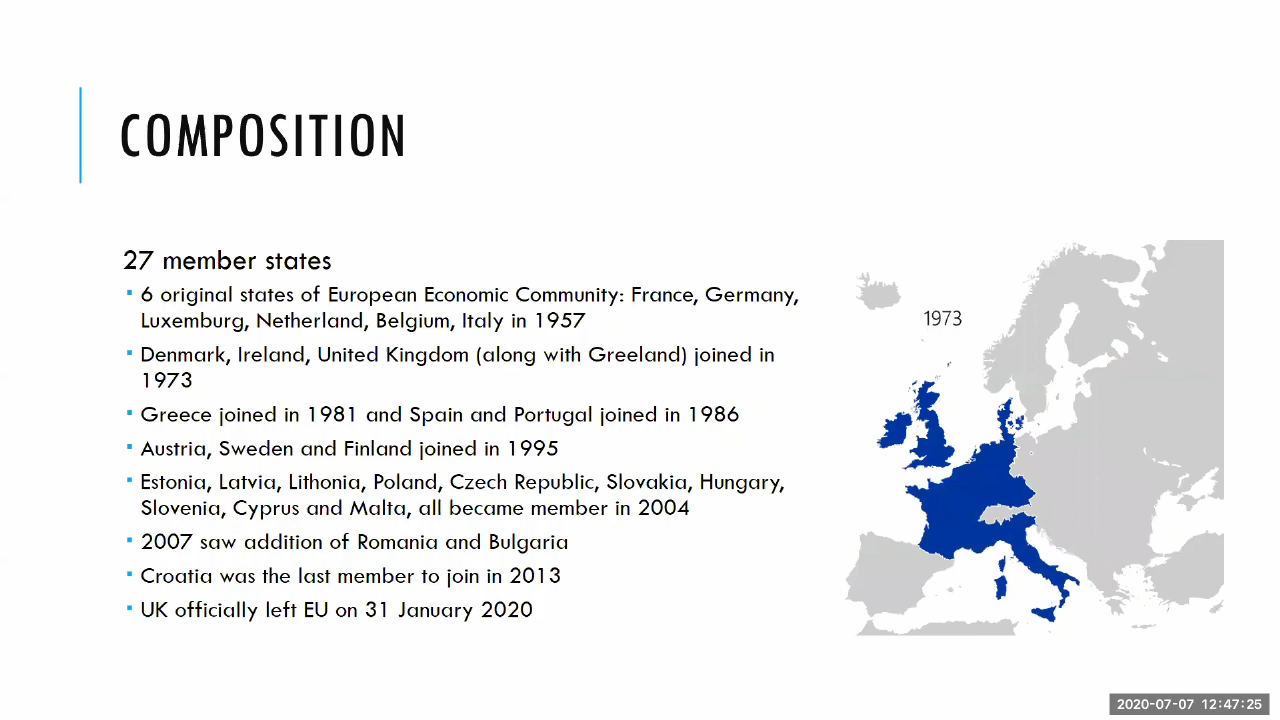 COMPOSITION
27 member states
6 original states of European Economic Community: France, Germany,
Luxemburg, Netherland, Belgium, Italy in 1957
Denmark, Ireland, United Kingdom (along with Greeland) joined in
1973
Greece joined in 1981 and Spain and Portugal joined in 1986
Austria, Sweden and Finland joined in 1995
Estonia, Latvia, Lithonia, Poland, Czech Republic, Slovakia, Hungary,
Slovenia, Cyprus and Malta, all became member in 2004
2007 saw addition of Romania and Bulgaria
Croatia was the last member to join in 2013
UK officially left EU on 31 January 2020
1973
2020-07-07 12:47:25